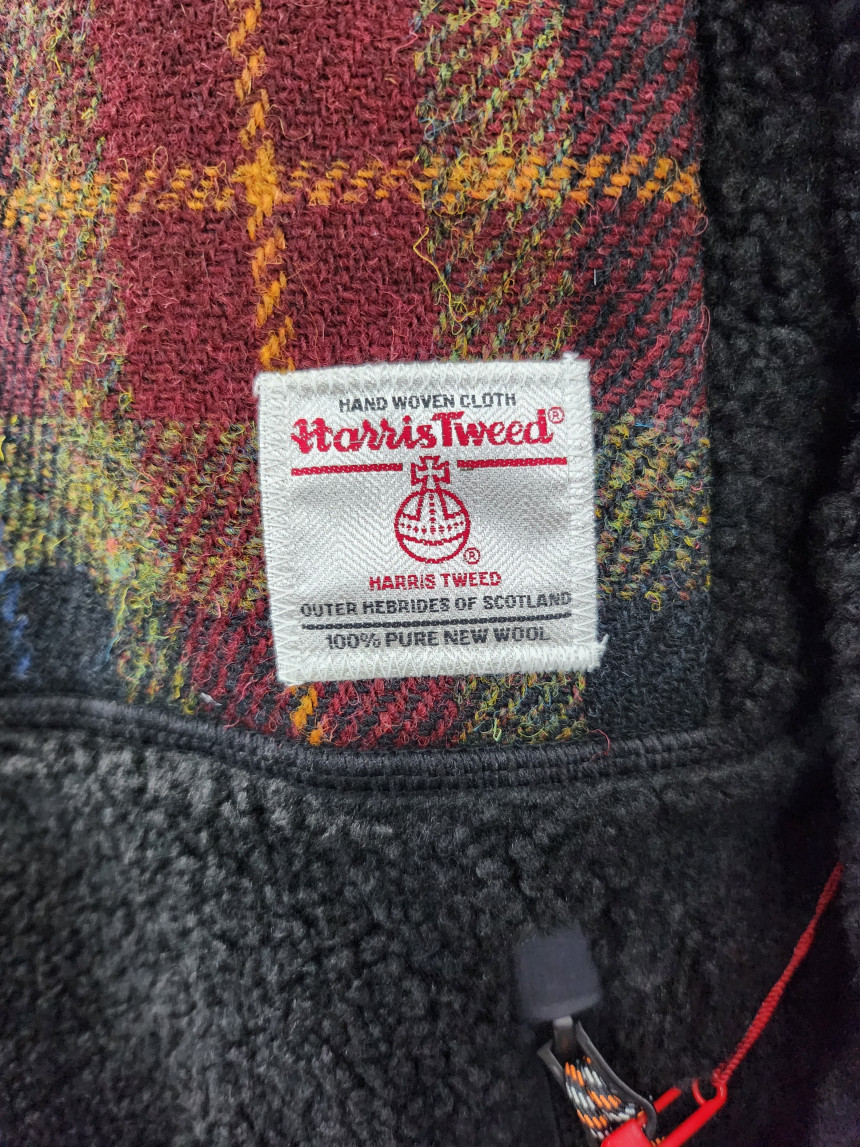 HAND WOVEN CLOTH
Harris Tweed®
®
HARRIS TWEED
OUTER HEBRIDES OF SCOTLAND
100% PURE NEW WOOL